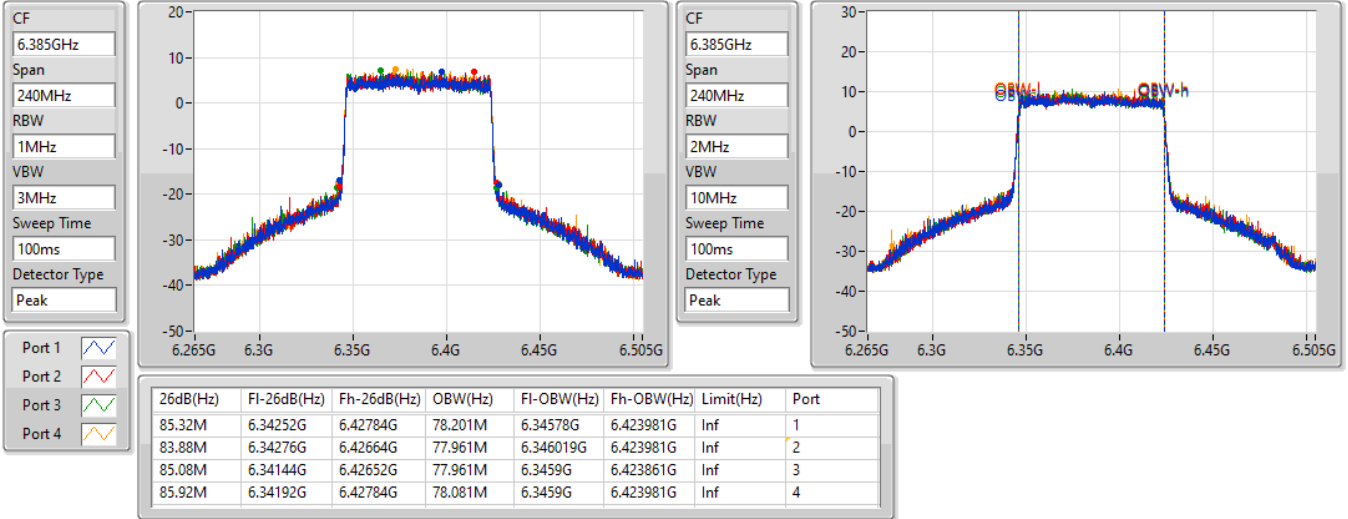 CF
6.385GHz
Span
240MHz
RBW
1MHz
VBW
3MHz
Sweep Time
100ms
Detector Type
Peak
20
10
0
-10
-20
-30
-40
-50
6.265G 6.3G 6.35G 6.4G 6.45G 6.505G
CF
6.385GHz
Span
240MHz
RBW
2MHz
VBW
10MHz
Sweep Time
100ms
Detector Type
Peak
30
20
10
0
-10
-20
-30
-40
-50
OBW-l OBW-h
6.265G 6.3G 6.35G 6.4G 6.45G 6.505G
Port 1
Port 2
Port 3
Port 4
26dB(Hz) Fl-26dB(Hz) Fh-26dB(Hz) OBW(Hz) Fl-OBW(Hz) Fh-OBW(Hz) Limit(Hz) Port
85.32M 6.34252G 6.42784G 78.201M 6.34578G 6.423981G Inf 1
83.88M 6.34276G 6.42664G 77.961M 6.346019G 6.423981G Inf 2
85.08M 6.34144G 6.42652G 77.961M 6.3459G 6.423861G Inf 3
85.92M 6.34192G 6.42784G 78.081M 6.3459G 6.423981G Inf 4